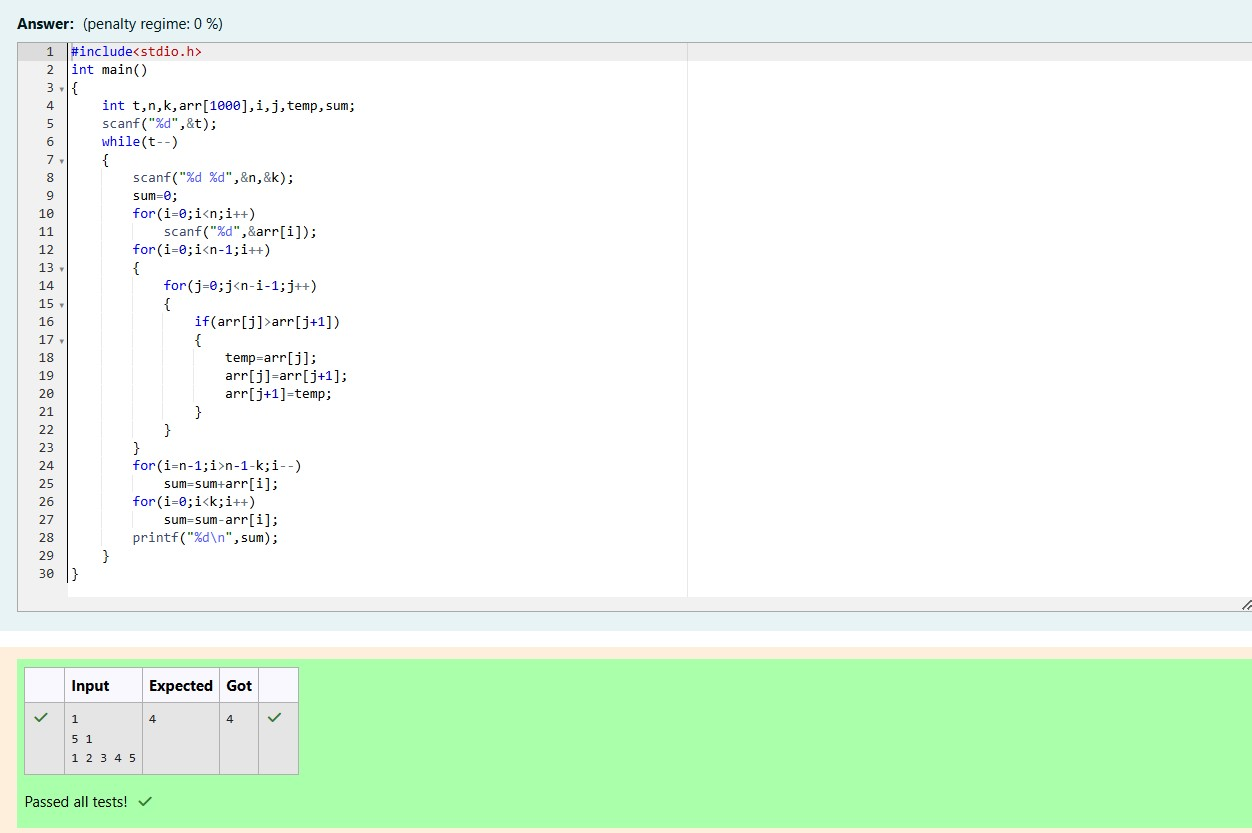 Answer: (penalty regime: 0 %)
1 #include<stdio.h>
2 int main()
3 {
4     int t,n,k,arr[1000],i,j,temp,sum;
5     scanf("%d",&t);
6     while(t--)
7     {
8         scanf("%d %d",&n,&k);
9         sum=0;
10         for(i=0;i<n;i++)
11             scanf("%d",&arr[i]);
12         for(i=0;i<n-1;i++)
13         {
14             for(j=0;j<n-i-1;j++)
15             {
16                 if(arr[j]>arr[j+1])
17                 {
18                     temp=arr[j];
19                     arr[j]=arr[j+1];
20                     arr[j+1]=temp;
21                 }
22             }
23         }
24         for(i=n-1;i>n-1-k;i--)
25             sum=sum+arr[i];
26         for(i=0;i<k;i++)
27             sum=sum-arr[i];
28         printf("%d\n",sum);
29     }
30 }
Input Expected Got
1 4 4
5 1
1 2 3 4 5
Passed all tests!